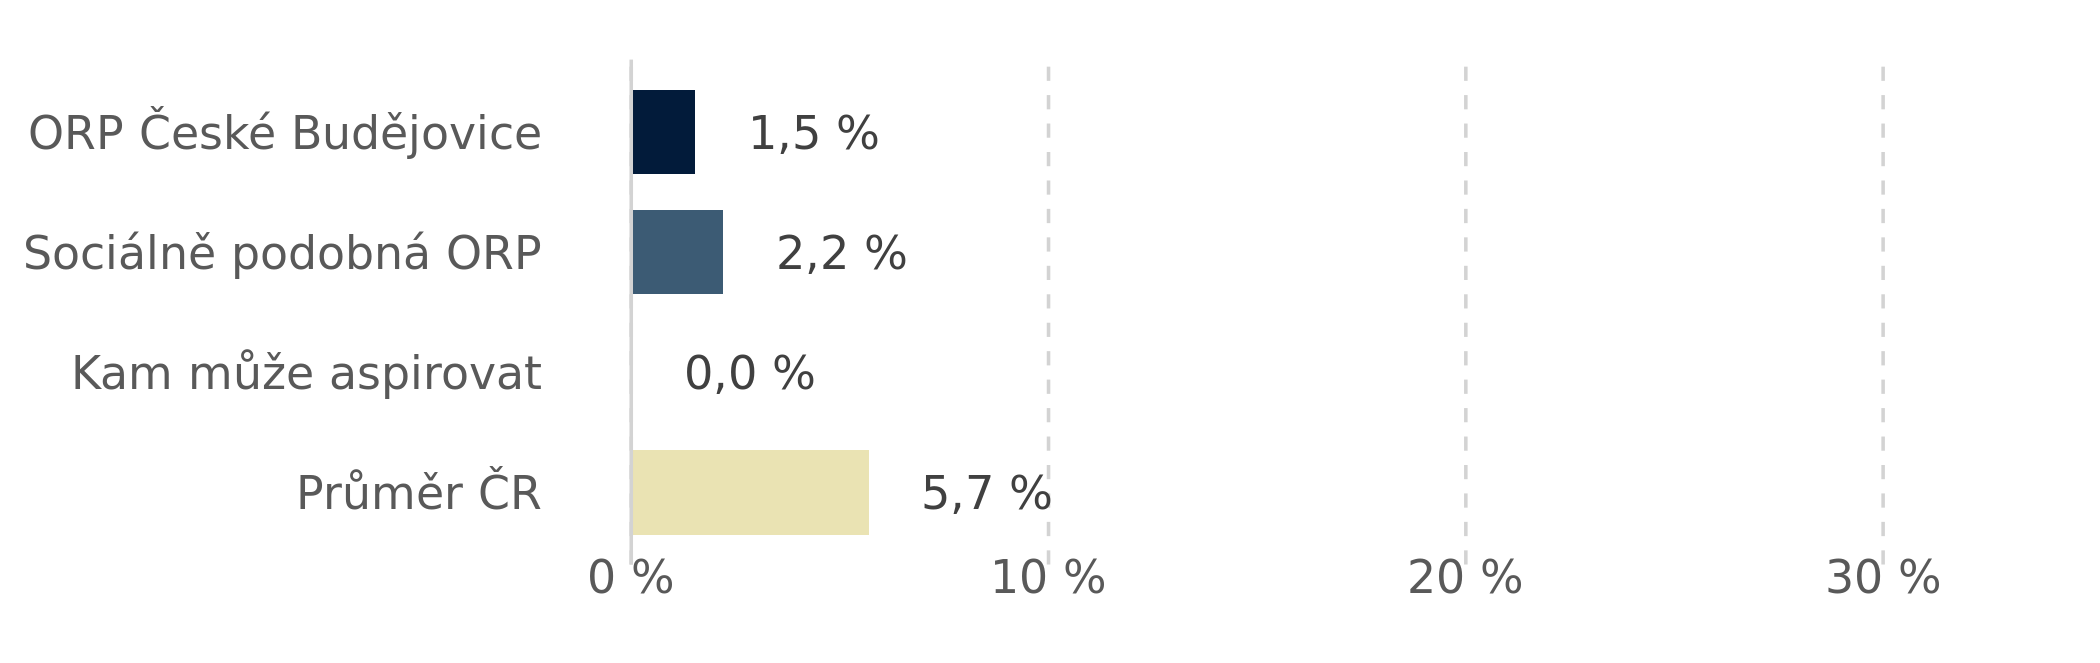 ORP České Budějovice 1,5 %
Sociálně podobná ORP 2,2 %
Kam může aspirovat 0,0 %
Průměr ČR 5,7 %
0 % 10 % 20 % 30 %